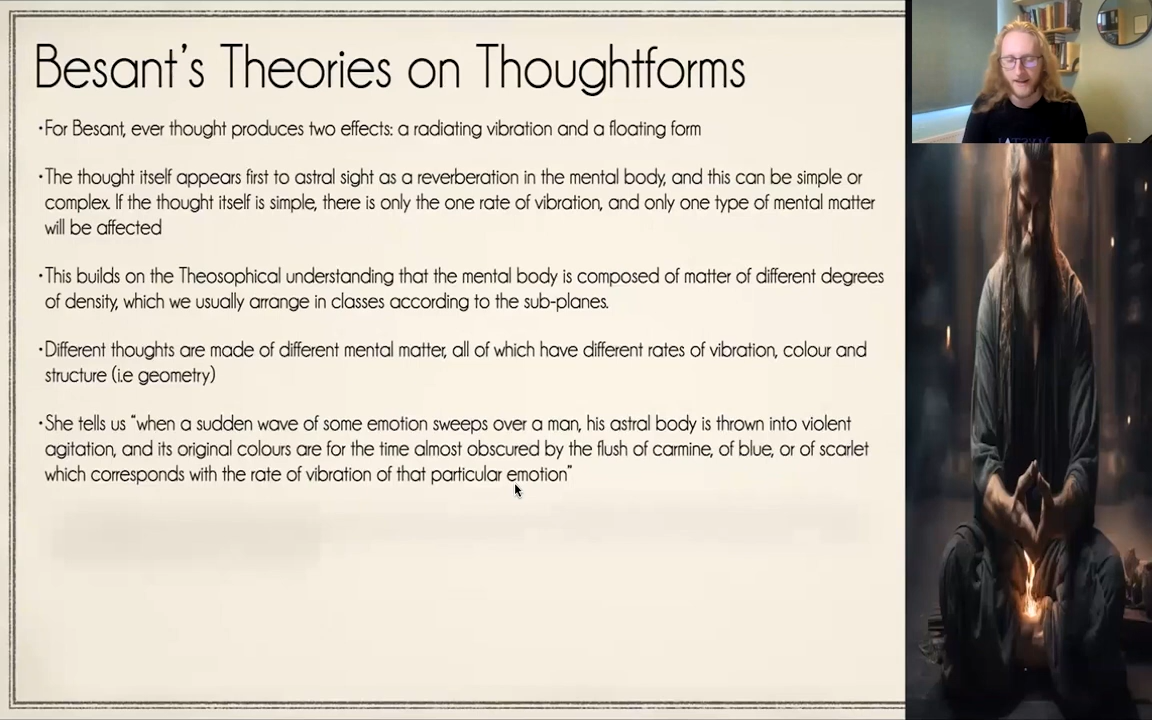 Besant's Theories on Thoughtforms
•For Besant, ever thought produces two effects: a radiating vibration and a floating form
•The thought itself appears first to astral sight as a reverberation in the mental body, and this can be simple or
complex. If the thought itself is simple, there is only the one rate of vibration, and only one type of mental matter
will be affected
•This builds on the Theosophical understanding that the mental body is composed of matter of different degrees
of density, which we usually arrange in classes according to the sub-planes.
•Different thoughts are made of different mental matter, all of which have different rates of vibration, colour and
structure (i.e geometry)
•She tells us “when a sudden wave of some emotion sweeps over a man, his astral body is thrown into violent
agitation, and its original colours are for the time almost obscured by the flush of carmine, of blue, or of scarlet
which corresponds with the rate of vibration of that particular emotion”